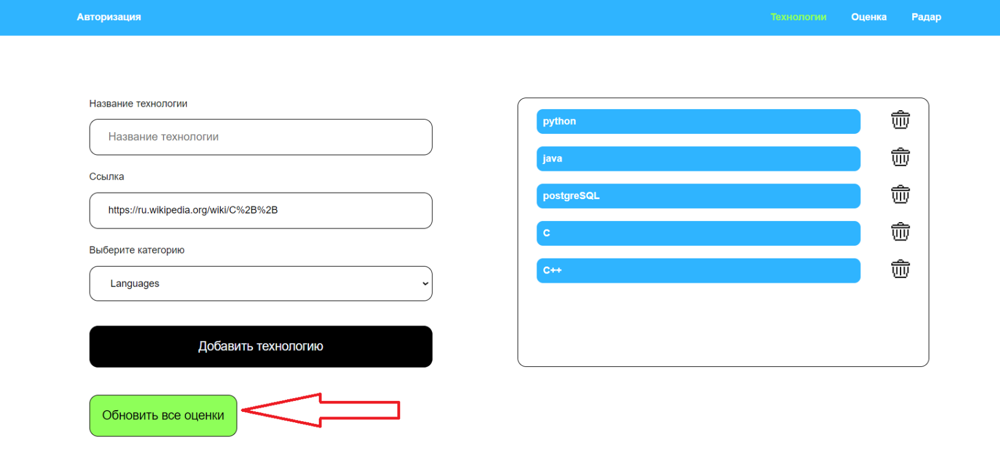 Авторизация
Технологии
Оценка
Радар
Название технологии
Название технологии
Ссылка
https://ru.wikipedia.org/wiki/C%2B%2B
Выберите категорию
Languages
Добавить технологию
Обновить все оценки
python
java
postgreSQL
C
C++